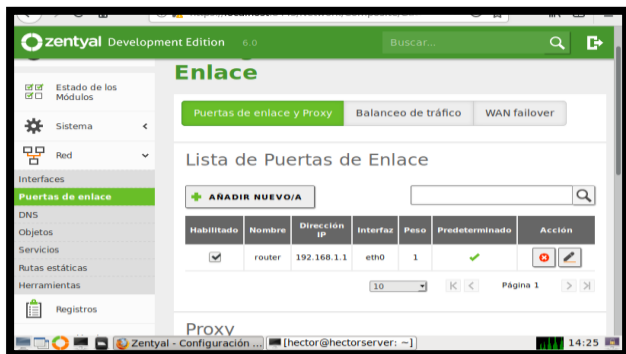 zentyal Development Edition 6.0
Buscar...
Enlace
Estado de los
Módulos
Sistema
Red
Interfaces
Puertas de enlace
DNS
Objetos
Servicios
Rutas estáticas
Herramientas
Registros
Puertas de enlace y Proxy
Balanceo de tráfico
WAN failover
Lista de Puertas de Enlace
AÑADIR NUEVO/A
Habilitado Nombre Dirección IP Interfaz Peso Predeterminado Acción
router 192.168.1.1 eth0 1
10
Página 1
Proxy
Zentyal - Configuración ...
[hector@hectorserver: ~]
14:25